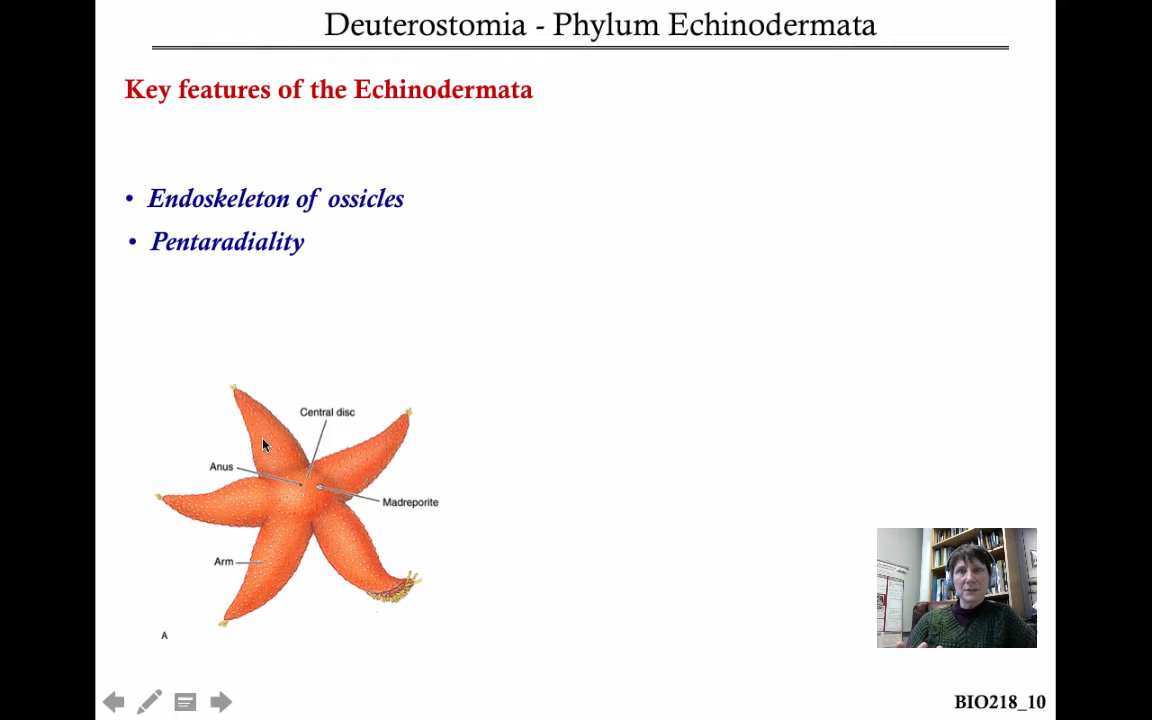 Deuterostomia - Phylum Echinodermata
Key features of the Echinodermata
• Endoskeleton of ossicles
• Pentaradiality
Central disc
Anus
Madreporite
Arm
A
BIO218_10